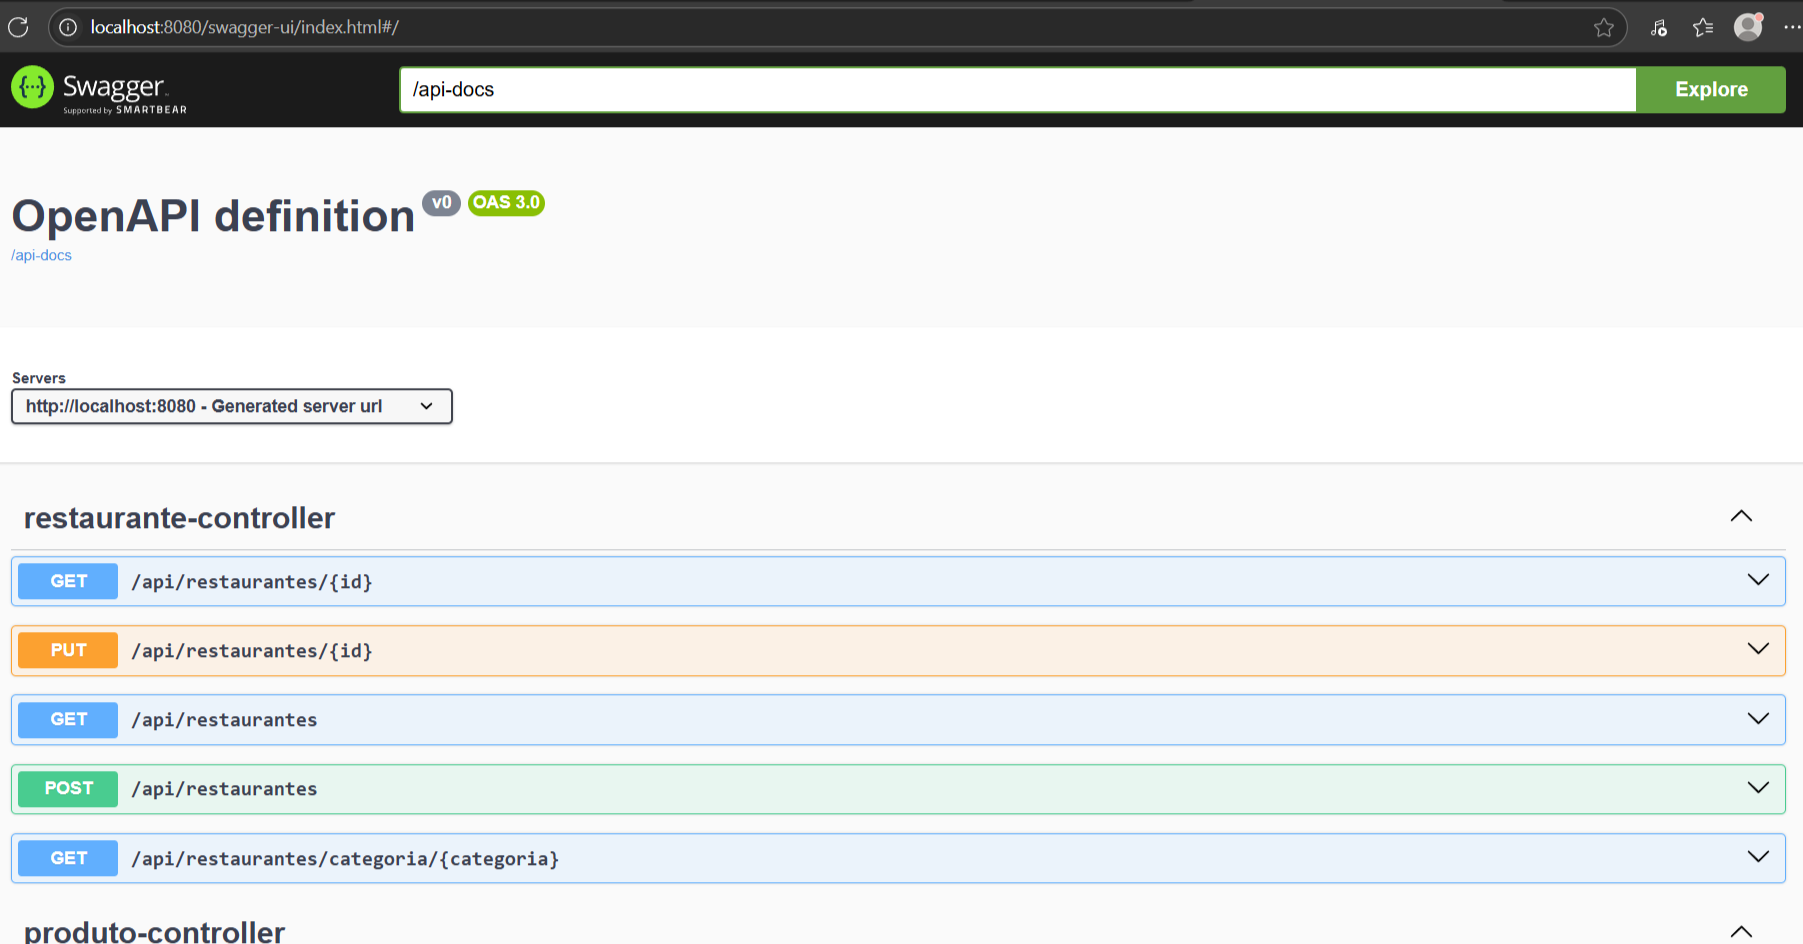 localhost:8080/swagger-ui/index.html#/
Swagger
Supported by SMARTBEAR
/api-docs
Explore
OpenAPI definition v0 OAS 3.0
/api-docs
Servers
http://localhost:8080 - Generated server url
restaurante-controller
GET /api/restaurantes/{id}
PUT /api/restaurantes/{id}
GET /api/restaurantes
POST /api/restaurantes
GET /api/restaurantes/categoria/{categoria}
produto-controller